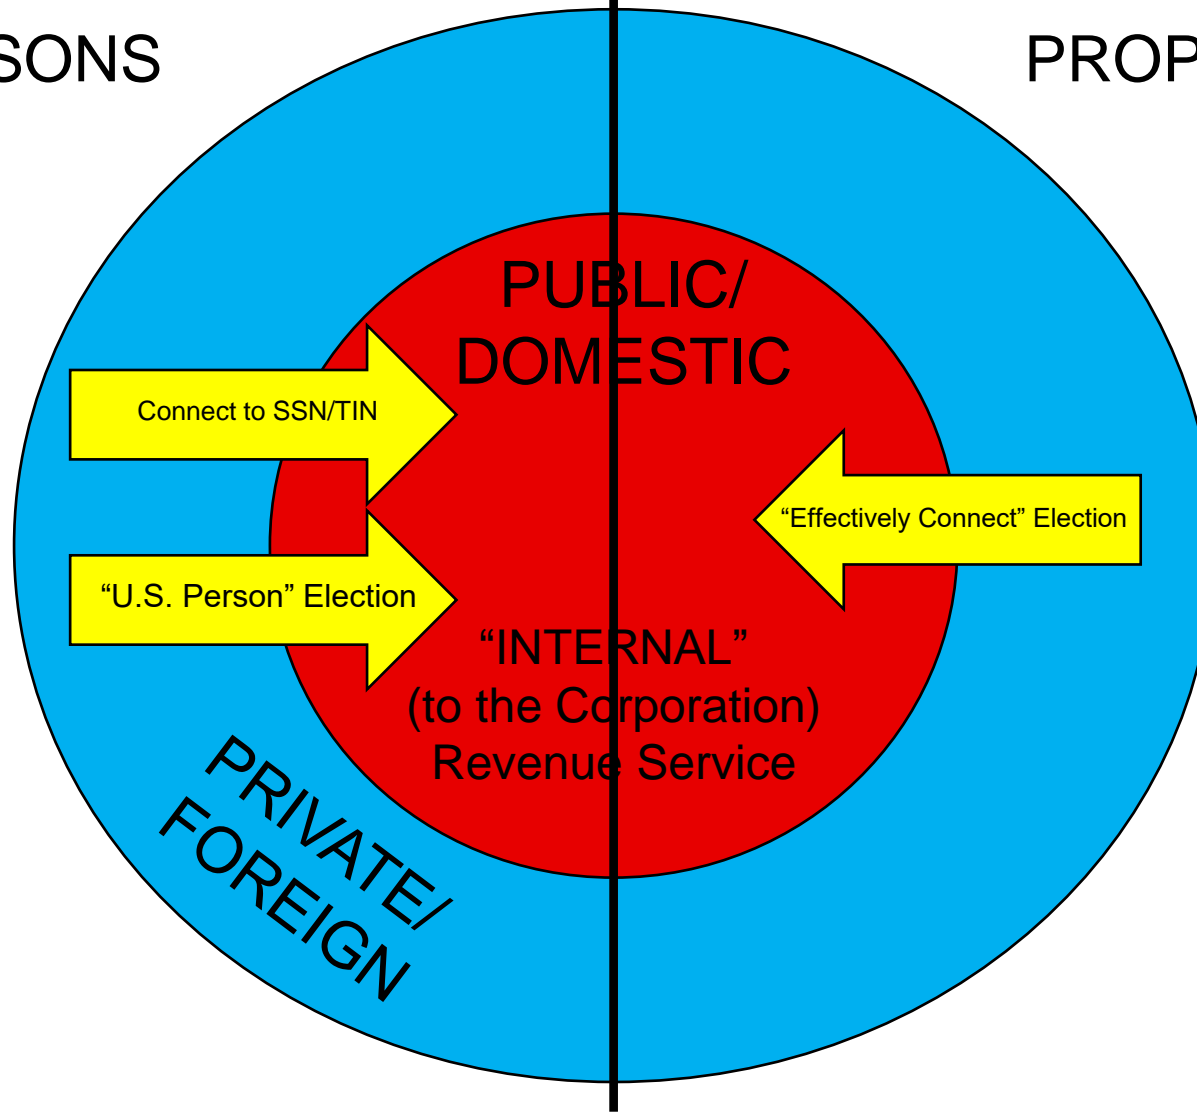 SONS
PROP
PUBLIC/
DOMESTIC
Connect to SSN/TIN
“Effectively Connect” Election
“U.S. Person” Election
“INTERNAL”
(to the Corporation)
Revenue Service
PRIVATE/
FOREIGN